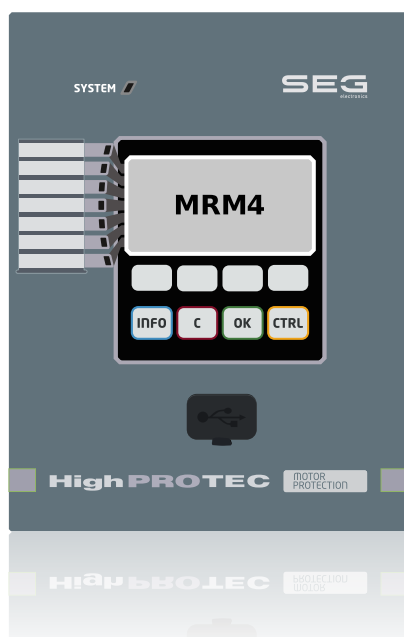 SYSTEM
SEG
electronics
MRM4
INFO
C
OK
CTRL
HighPROTEC
MOTOR
PROTECTION